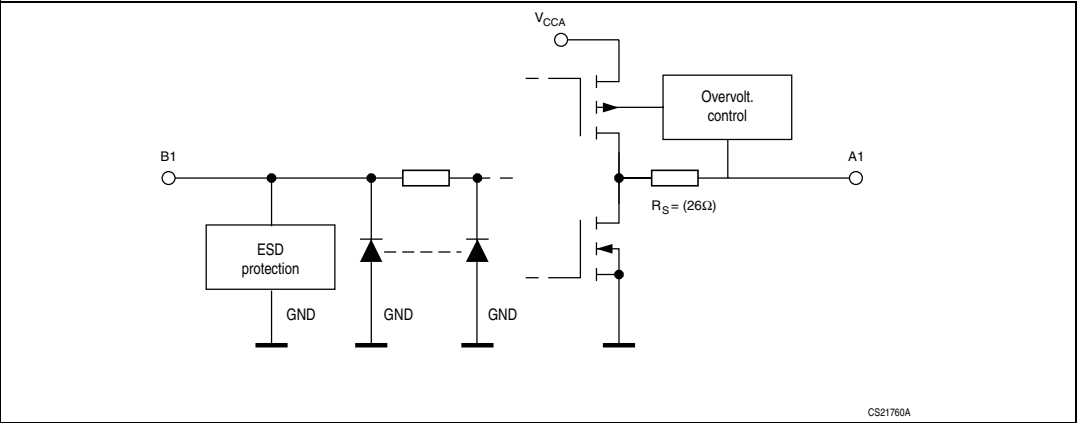 VCCA
Overvolt.
control
B1
A1
RS = (26Ω)
ESD
protection
GND
GND
GND
CS21760A